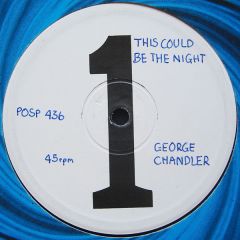 THIS COULD
BE THE NIGHT
1
POSP 436
45rpm
GEORGE
CHANDLER